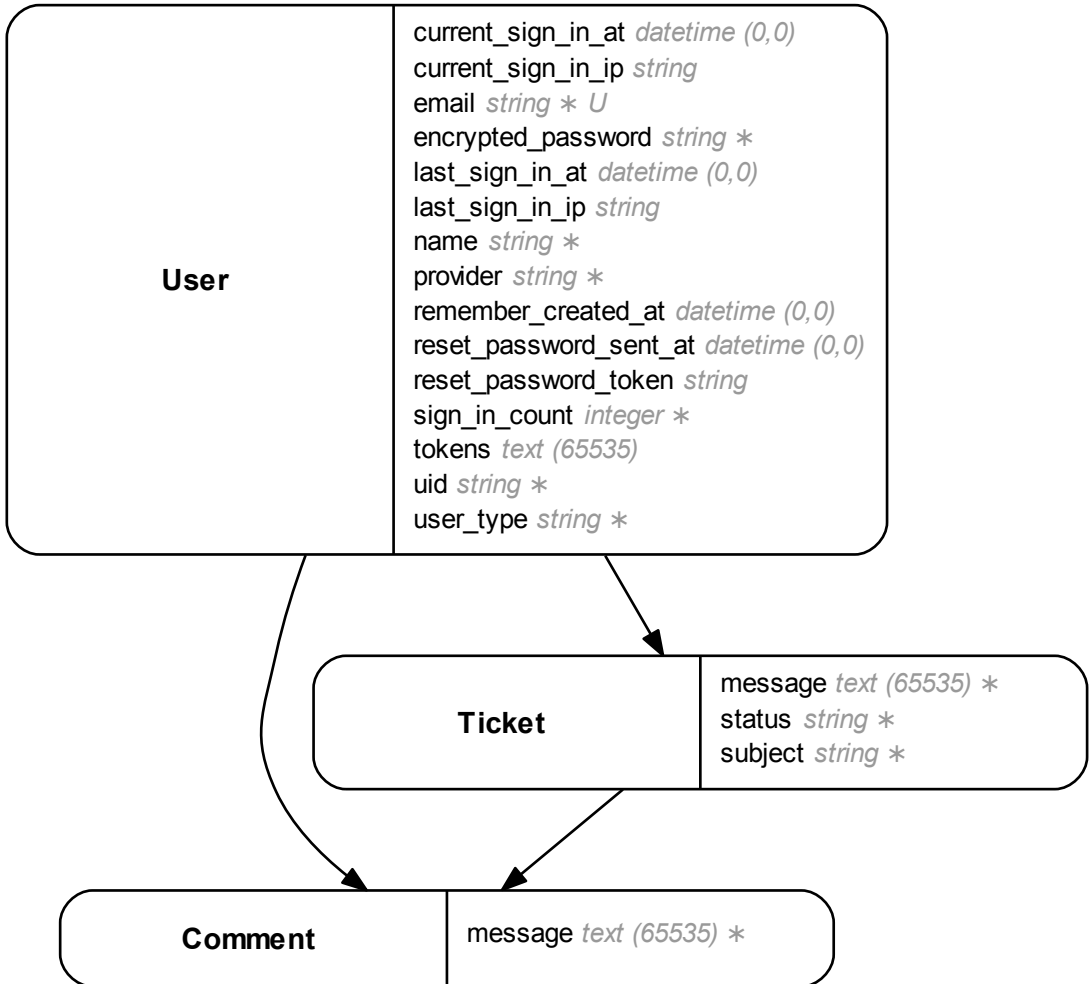 User
current_sign_in_at datetime (0,0)
current_sign_in_ip string
email string ∗ U
encrypted_password string ∗
last_sign_in_at datetime (0,0)
last_sign_in_ip string
name string ∗
provider string ∗
remember_created_at datetime (0,0)
reset_password_sent_at datetime (0,0)
reset_password_token string
sign_in_count integer ∗
tokens text (65535)
uid string ∗
user_type string ∗
Ticket
message text (65535) ∗
status string ∗
subject string ∗
Comment
message text (65535) ∗